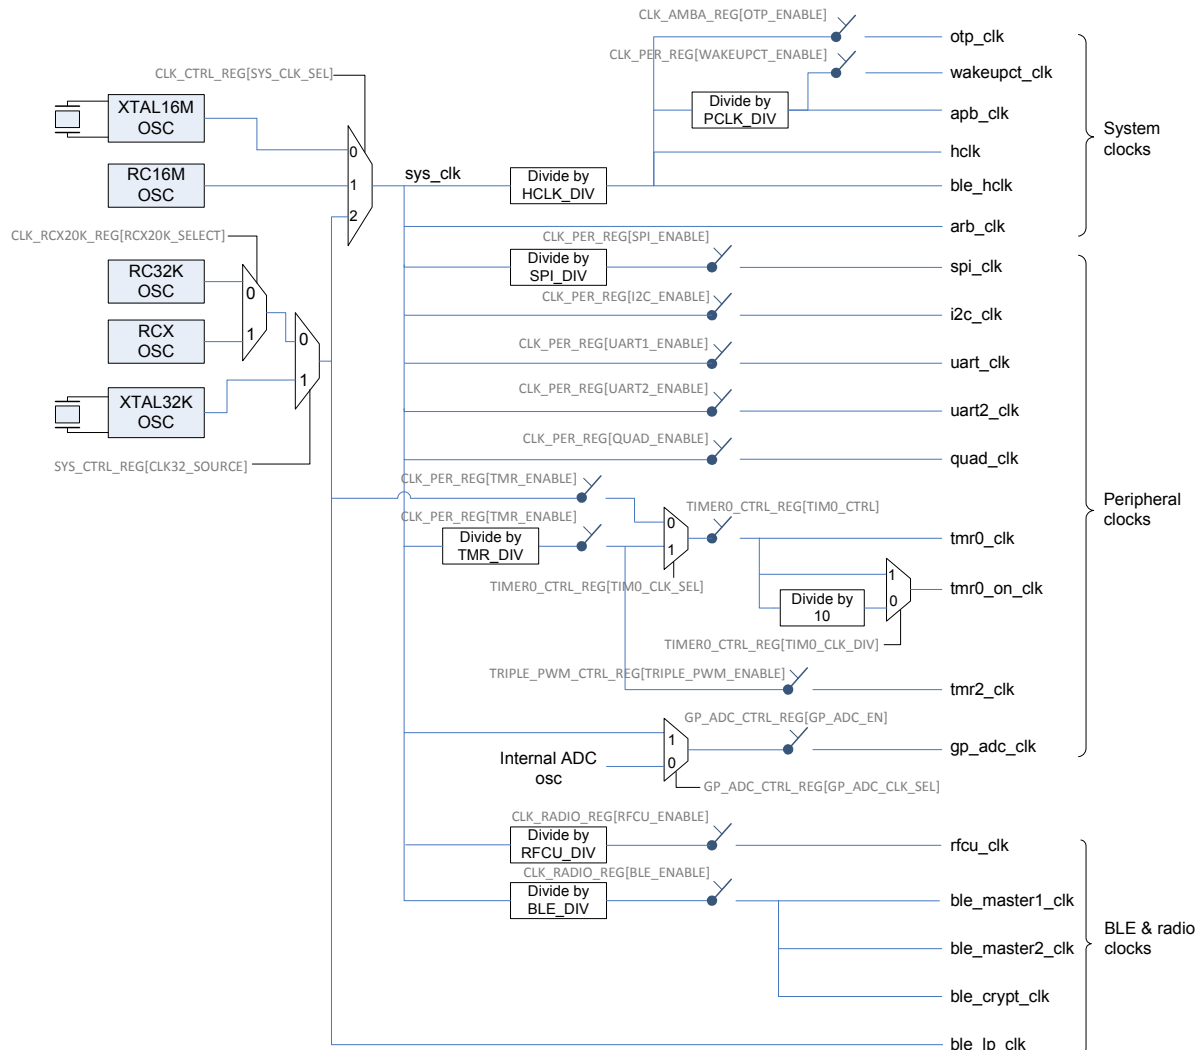 CLK_AMBA_REG[OTP_ENABLE]
otp_clk
CLK_PER_REG[WAKEUPCT_ENABLE]
wakeupct_clk
CLK_CTRL_REG[SYS_CLK_SEL]
XTAL16M
OSC
Divide by
PCLK_DIV
apb_clk
System
clocks
0
hclk
RC16M
OSC
1
sys_clk
Divide by
HCLK_DIV
ble_hclk
2
arb_clk
CLK_RCX20K_REG[RCX20K_SELECT]
CLK_PER_REG[SPI_ENABLE]
RC32K
OSC
0
Divide by
SPI_DIV
spi_clk
CLK_PER_REG[I2C_ENABLE]
i2c_clk
RCX
OSC
1
0
CLK_PER_REG[UART1_ENABLE]
uart_clk
1
XTAL32K
OSC
CLK_PER_REG[UART2_ENABLE]
uart2_clk
CLK_PER_REG[QUAD_ENABLE]
quad_clk
SYS_CTRL_REG[CLK32_SOURCE]
CLK_PER_REG[TMR_ENABLE]
TIMER0_CTRL_REG[TIM0_CTRL]
Peripheral
clocks
CLK_PER_REG[TMR_ENABLE]
0
Divide by
TMR_DIV
1
tmr0_clk
TIMER0_CTRL_REG[TIM0_CLK_SEL]
1
tmr0_on_clk
Divide by
10
0
TIMER0_CTRL_REG[TIM0_CLK_DIV]
TRIPLE_PWM_CTRL_REG[TRIPLE_PWM_ENABLE]
tmr2_clk
GP_ADC_CTRL_REG[GP_ADC_EN]
1
gp_adc_clk
Internal ADC
osc
0
GP_ADC_CTRL_REG[GP_ADC_CLK_SEL]
CLK_RADIO_REG[RFCU_ENABLE]
Divide by
RFCU_DIV
rfcu_clk
CLK_RADIO_REG[BLE_ENABLE]
Divide by
BLE_DIV
ble_master1_clk
BLE & radio
clocks
ble_master2_clk
ble_crypt_clk
ble_lp_clk